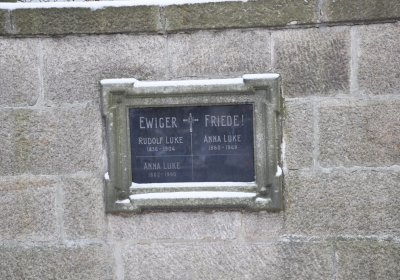 EWIGER FRIEDE!
RUDOLF LUKE
ANNA LUKE
ANNA LUKE